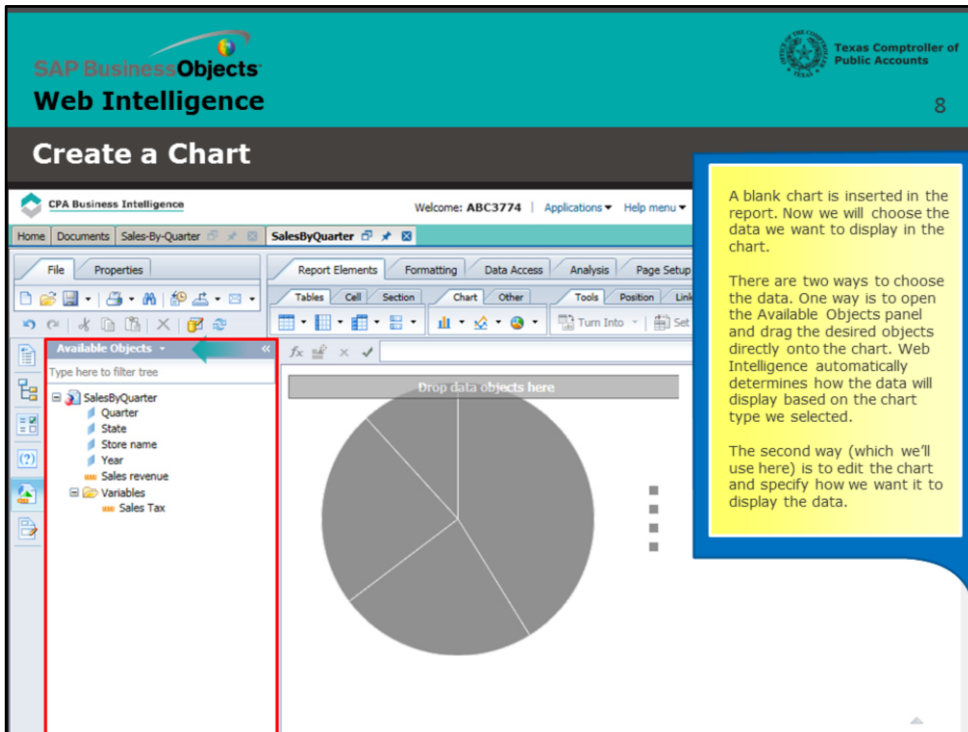 SAP BusinessObjects
Web Intelligence
Texas Comptroller of
Public Accounts
8
Create a Chart
CPA Business Intelligence
Welcome: ABC3774 | Applications Help menu
Home Documents Sales-By-Quarter SalesByQuarter
File Properties
Report Elements Formatting Data Access Analysis Page Setup
Tables Cell Section Chart Other Tools Position Link
Turn Into Set
Available Objects
Type here to filter tree
SalesByQuarter
Quarter
State
Store name
Year
Sales revenue
Variables
Sales Tax
Drop data objects here
A blank chart is inserted in the
report. Now we will choose the
data we want to display in the
chart.
There are two ways to choose
the data. One way is to open
the Available Objects panel
and drag the desired objects
directly onto the chart. Web
Intelligence automatically
determines how the data will
display based on the chart
type we selected.
The second way (which we'll
use here) is to edit the chart
and specify how we want it to
display the data.